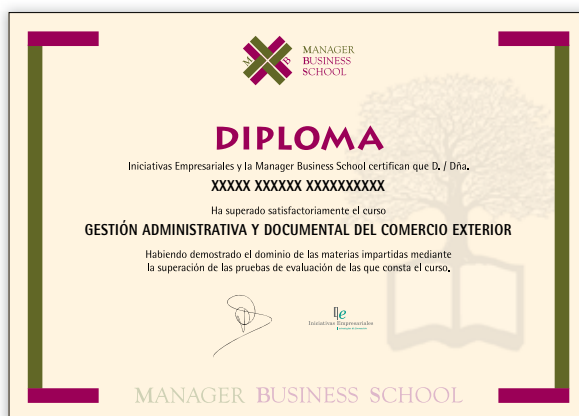 M B
MANAGER
BUSINESS
SCHOOL
DIPLOMA
Iniciativas Empresariales y la Manager Business School certifican que D. / Dña.
XXXXX XXXXXX XXXXXXXXXX
Ha superado satisfactoriamente el curso
GESTIÓN ADMINISTRATIVA Y DOCUMENTAL DEL COMERCIO EXTERIOR
Habiendo demostrado el dominio de las materias impartidas mediante
la superación de las pruebas de evaluación de las que consta el curso.
Ie
Iniciativas Empresariales
MANAGER BUSINESS SCHOOL